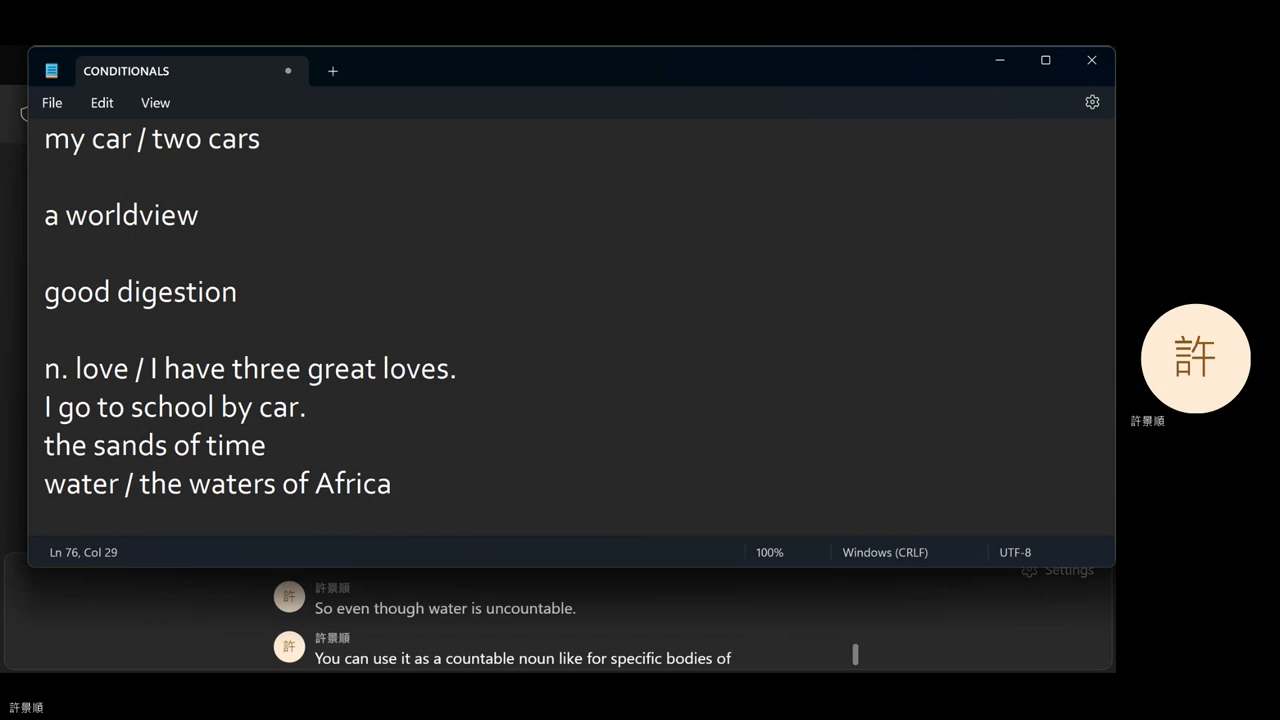 CONDITIONALS
File Edit View
my car / two cars
a worldview
good digestion
n. love / I have three great loves.
I go to school by car.
the sands of time
water / the waters of Africa
Ln 76, Col 29
100%
Windows (CRLF)
UTF-8
Settings
許
許景順
So even though water is uncountable.
許
許景順
You can use it as a countable noun like for specific bodies of
許
許景順
許景順